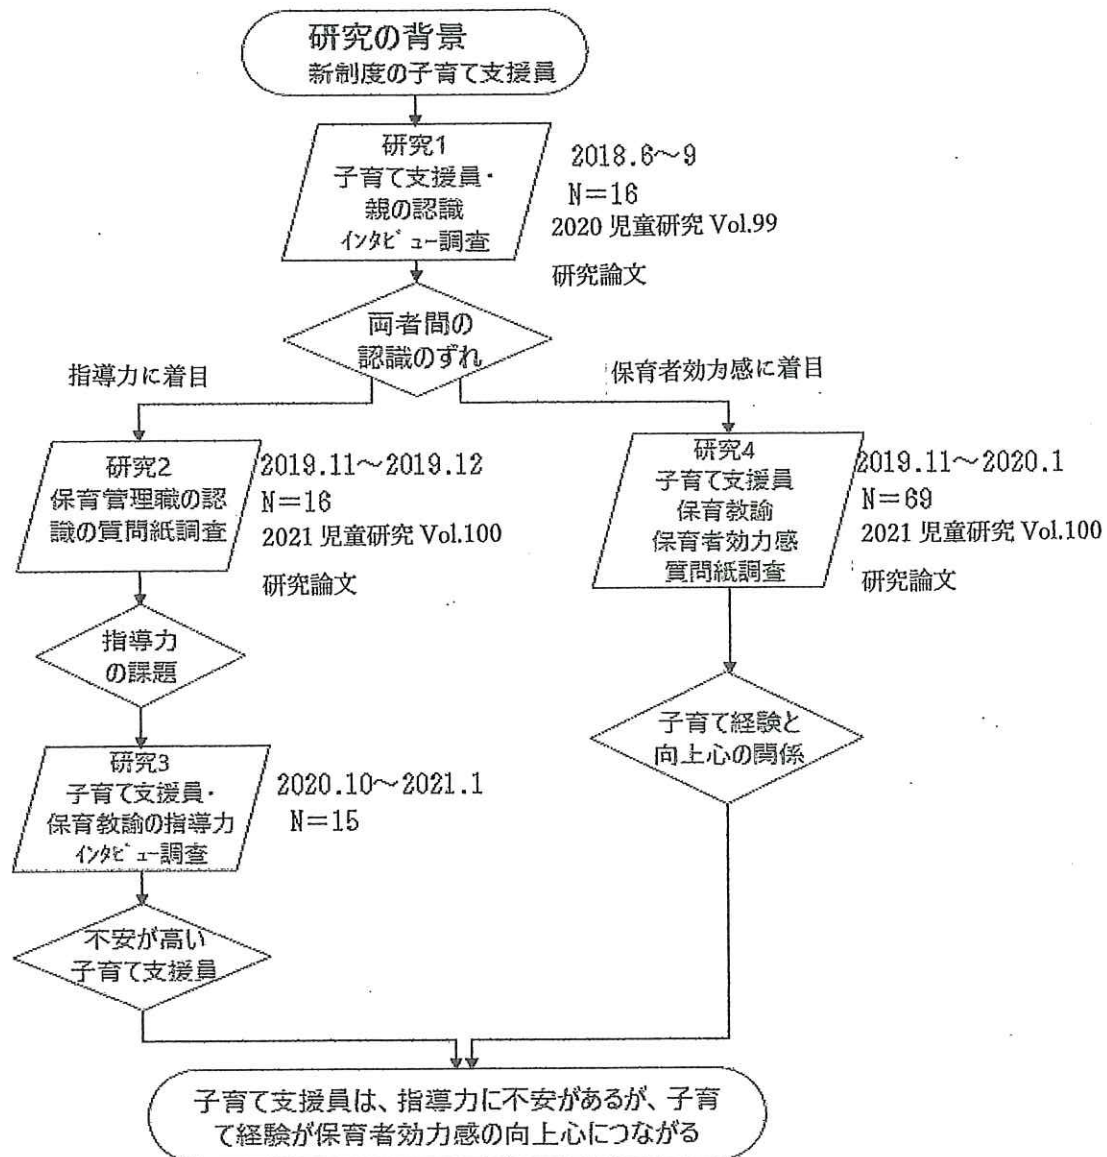 研究の背景
新制度の子育て支援員
研究1
子育て支援員・
親の認識
インタビュー調査
2018.6～9
N＝16
2020 児童研究 Vol.99
研究論文
両者間の
認識のずれ
指導力に着目
保育者効力感に着目
研究2
保育管理職の認
識の質問紙調査
2019.11～2019.12
N＝16
2021 児童研究 Vol.100
研究論文
研究4
子育て支援員
保育教諭
保育者効力感
質問紙調査
2019.11～2020.1
N＝69
2021 児童研究 Vol.100
研究論文
指導力
の課題
子育て経験と
向上心の関係
研究3
子育て支援員・
保育教諭の指導力
インタビュー調査
2020.10～2021.1
N＝15
不安が高い
子育て支援員
子育て支援員は、指導力に不安があるが、子育
て経験が保育者効力感の向上心につながる